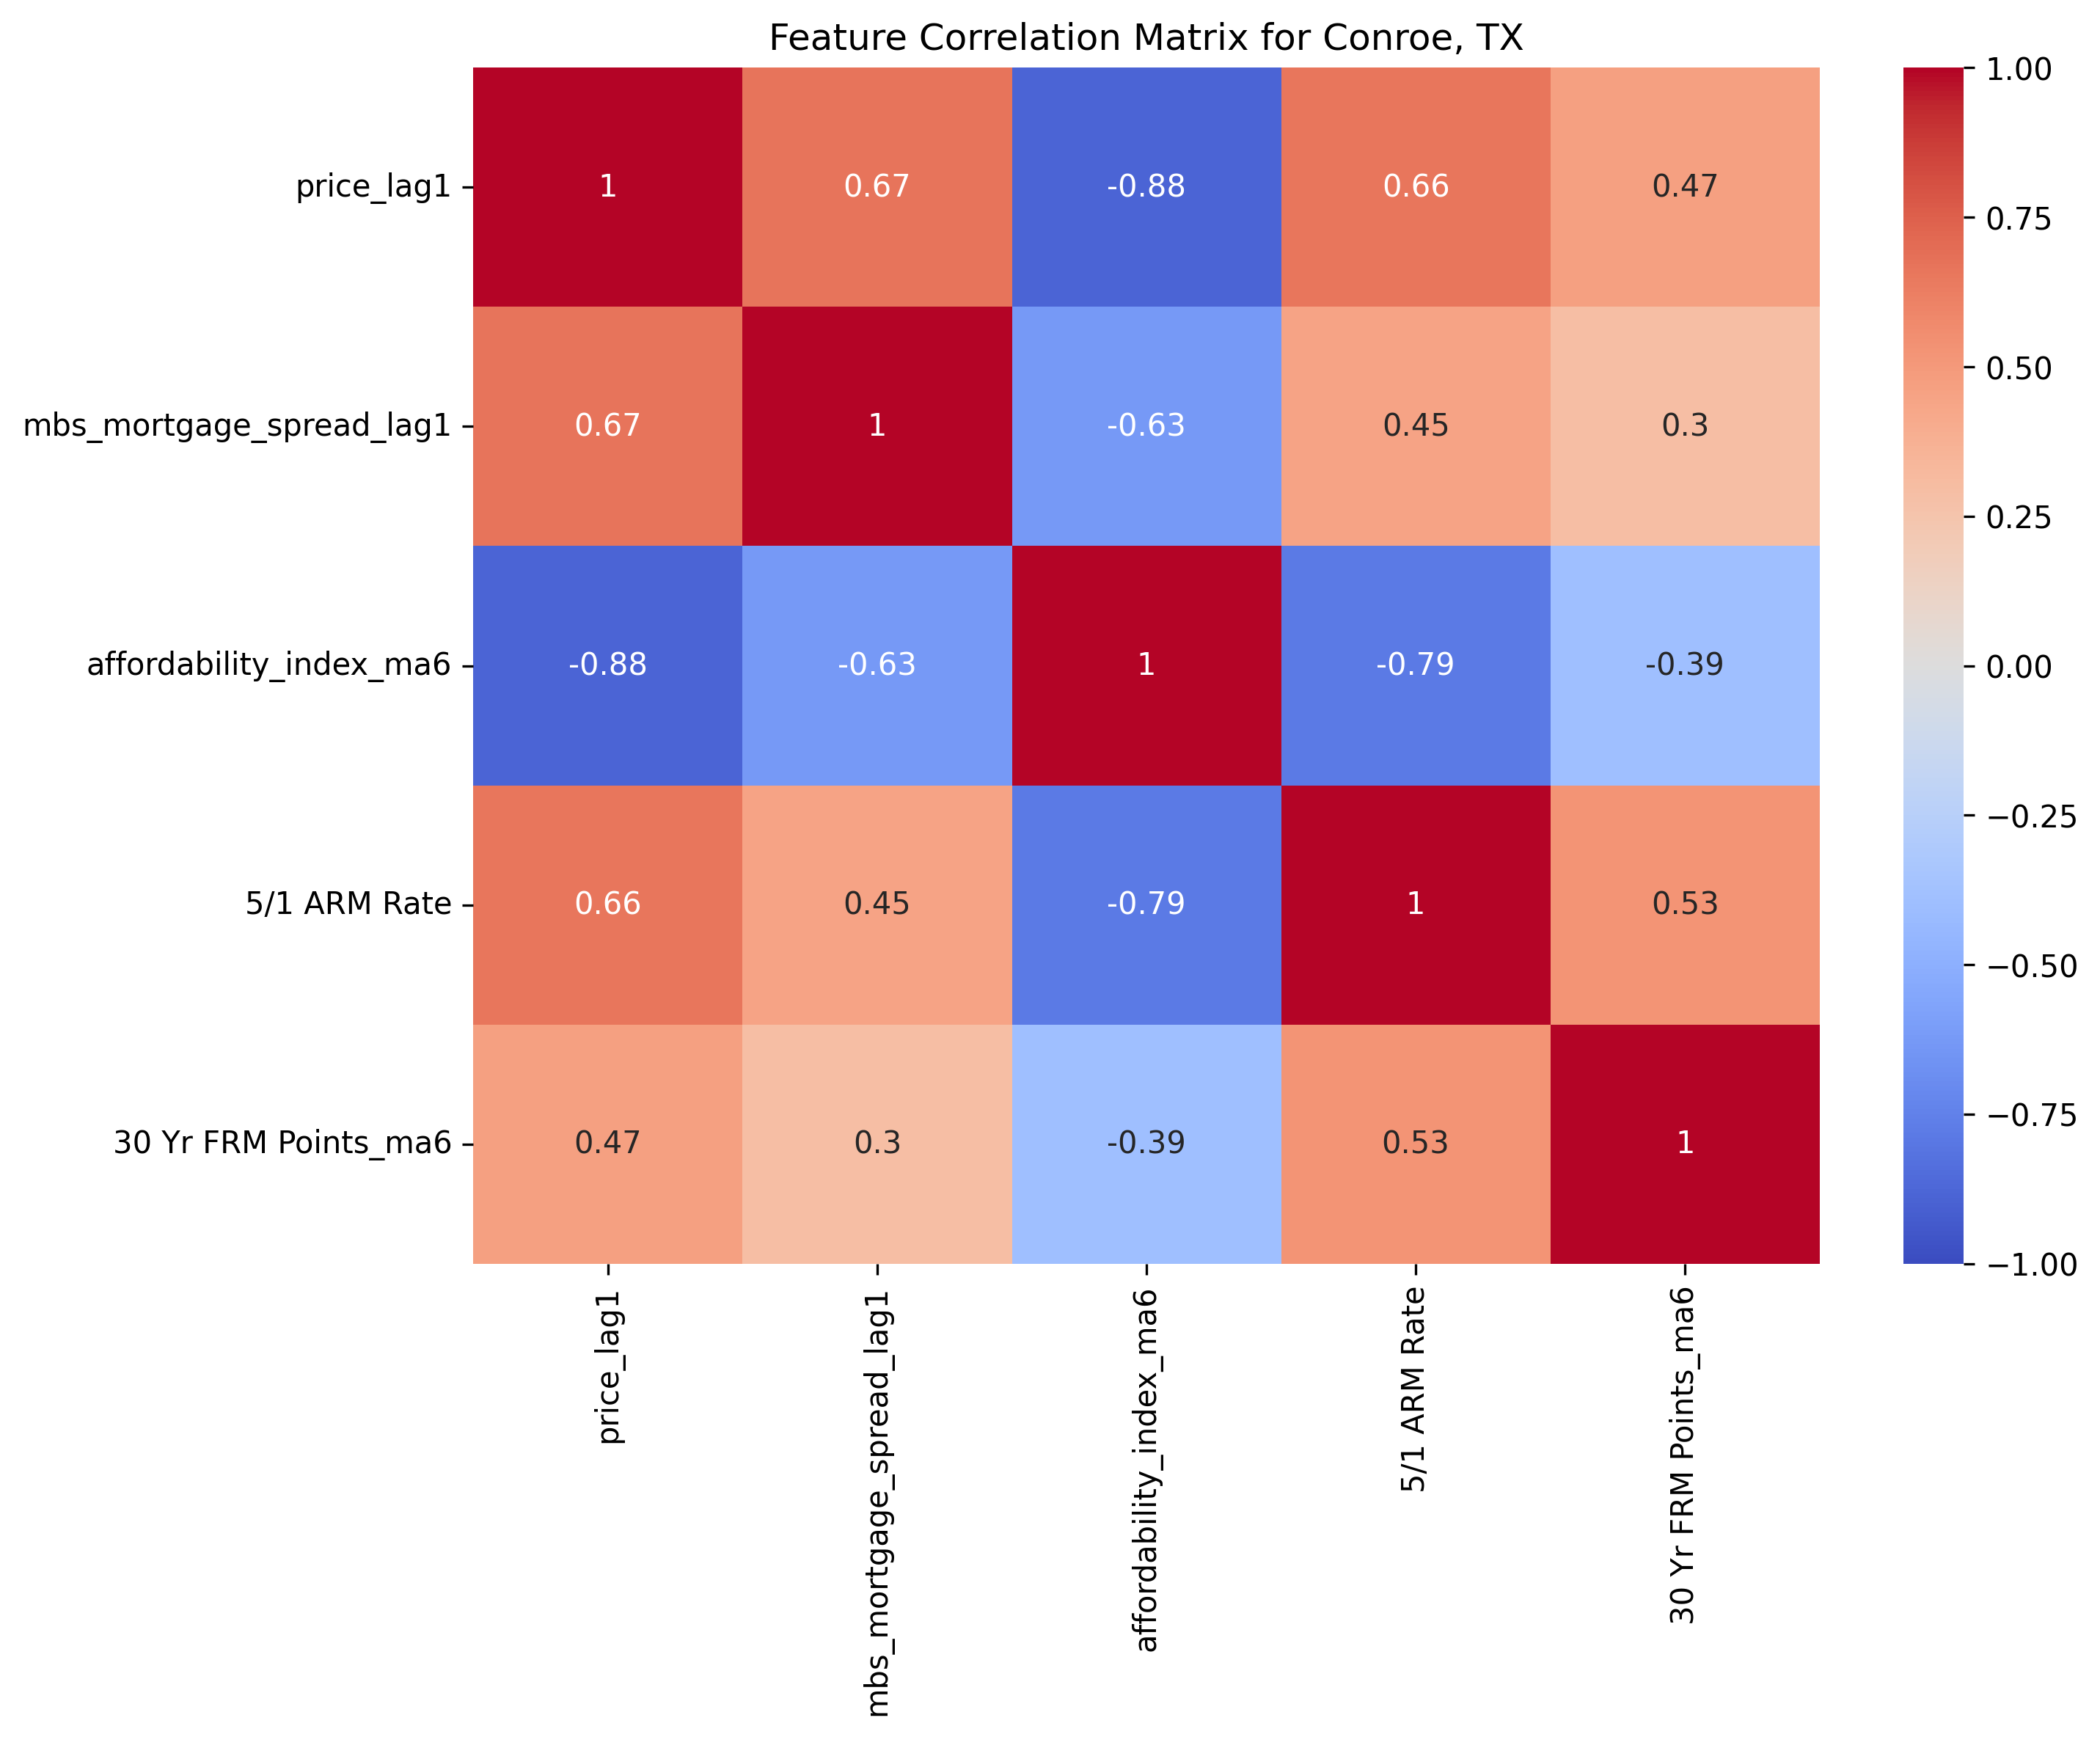 Feature Correlation Matrix for Conroe, TX
price_lag1 1 0.67 -0.88 0.66 0.47
mbs_mortgage_spread_lag1 0.67 1 -0.63 0.45 0.3
affordability_index_ma6 -0.88 -0.63 1 -0.79 -0.39
5/1 ARM Rate 0.66 0.45 -0.79 1 0.53
30 Yr FRM Points_ma6 0.47 0.3 -0.39 0.53 1
price_lag1
mbs_mortgage_spread_lag1
affordability_index_ma6
5/1 ARM Rate
30 Yr FRM Points_ma6
1.00
0.75
0.50
0.25
0.00
−0.25
−0.50
−0.75
−1.00